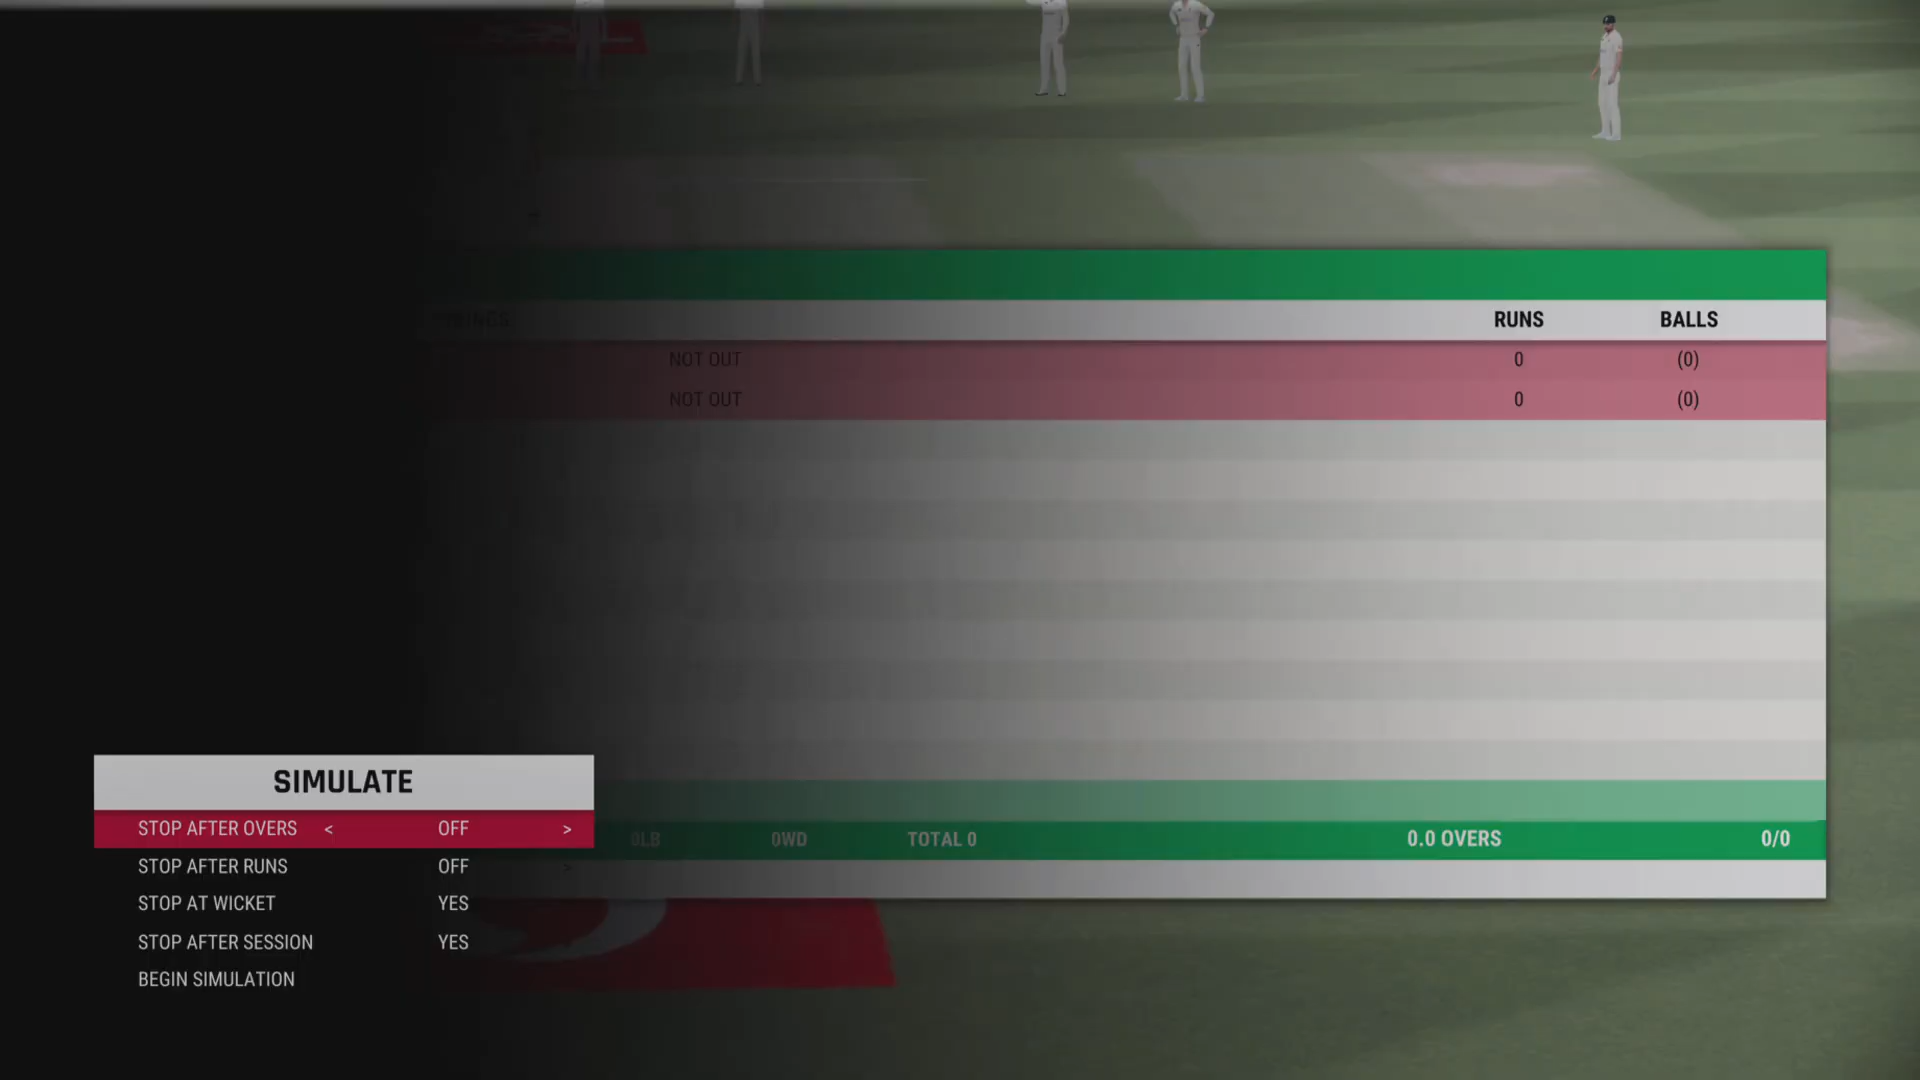 RUNS BALLS
NOT OUT 0 (0)
NOT OUT 0 (0)
SIMULATE
STOP AFTER OVERS < OFF >
0LB 0WD TOTAL 0 0.0 OVERS 0/0
STOP AFTER RUNS OFF >
STOP AT WICKET YES
STOP AFTER SESSION YES
BEGIN SIMULATION